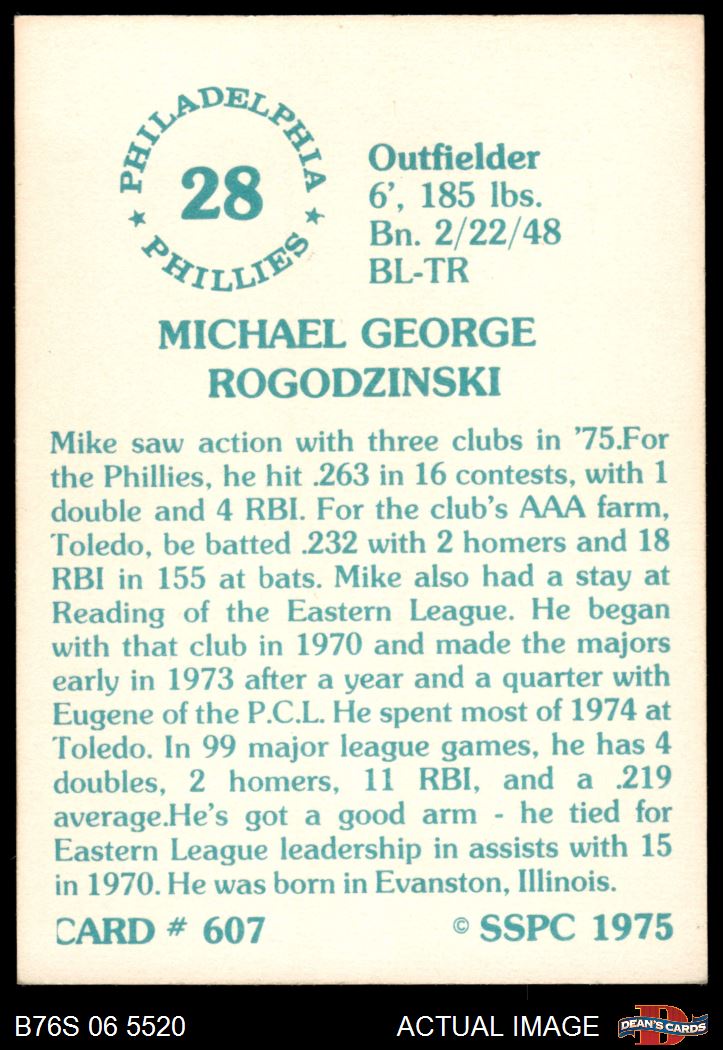 PHILADELPHIA
28
★ PHILLIES ★
Outfielder
6', 185 lbs.
Bn. 2/22/48
BL-TR
MICHAEL GEORGE
ROGODZINSKI
Mike saw action with three clubs in '75.For
the Phillies, he hit .263 in 16 contests, with 1
double and 4 RBI. For the club's AAA farm,
Toledo, be batted .232 with 2 homers and 18
RBI in 155 at bats. Mike also had a stay at
Reading of the Eastern League. He began
with that club in 1970 and made the majors
early in 1973 after a year and a quarter with
Eugene of the P.C.L. He spent most of 1974 at
Toledo. In 99 major league games, he has 4
doubles, 2 homers, 11 RBI, and a .219
average.He's got a good arm - he tied for
Eastern League leadership in assists with 15
in 1970. He was born in Evanston, Illinois.
CARD # 607 © SSPC 1975
B76S 06 5520 ACTUAL IMAGE D DEAN'S CARDS